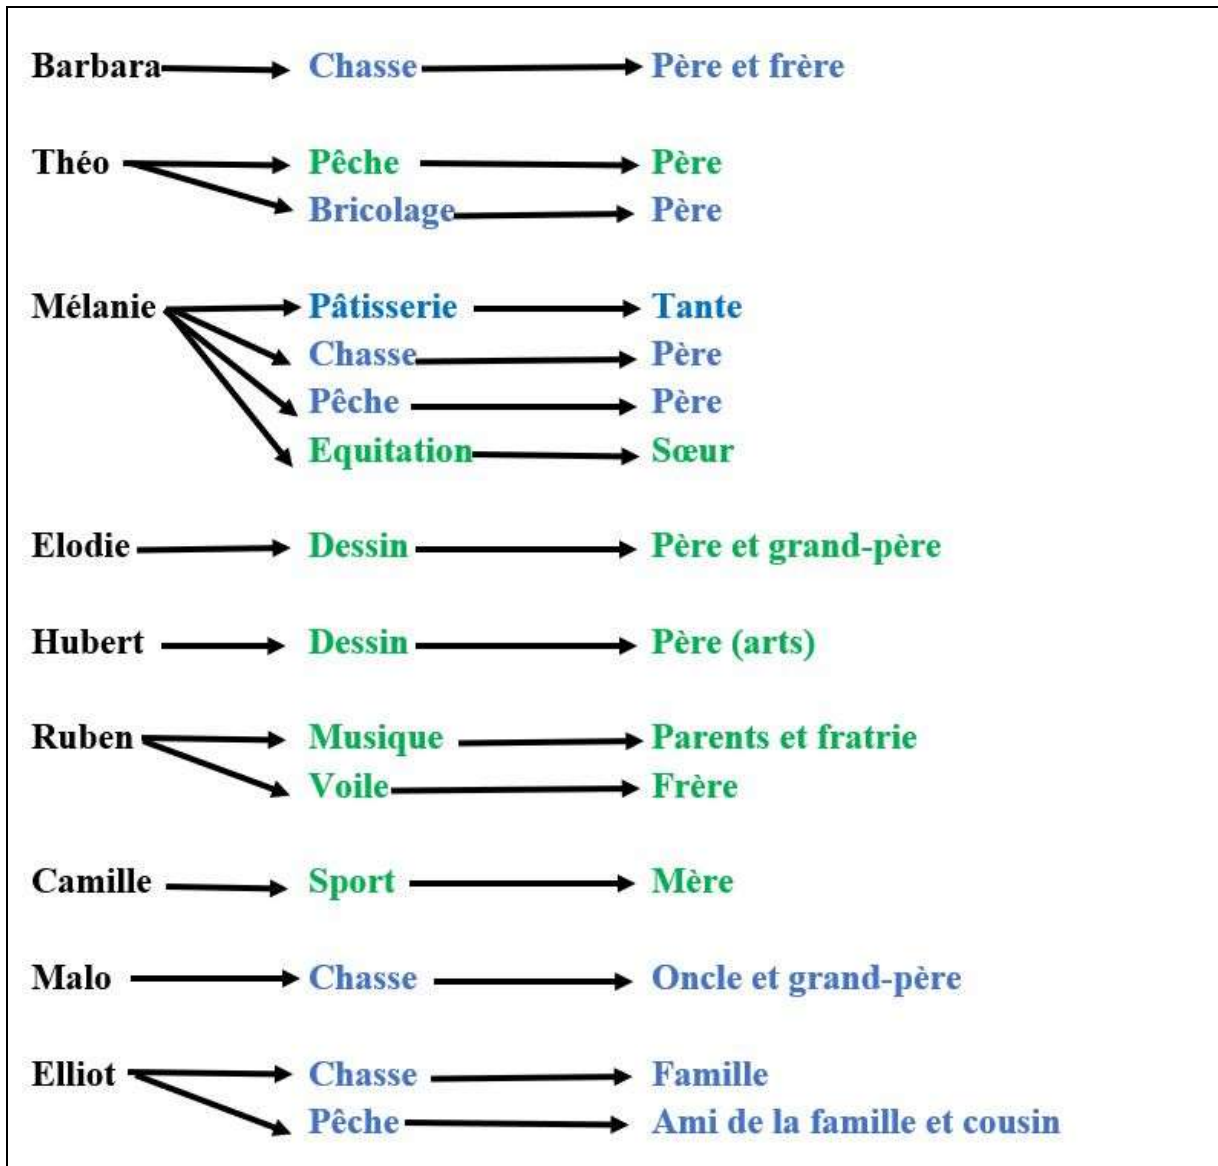 Barbara Chasse Père et frère
Théo Pêche Père
Bricolage Père
Mélanie Pâtisserie Tante
Chasse Père
Pêche Père
Equitation Sœur
Elodie Dessin Père et grand-père
Hubert Dessin Père (arts)
Ruben Musique Parents et fratrie
Voile Frère
Camille Sport Mère
Malo Chasse Oncle et grand-père
Elliot Chasse Famille
Pêche Ami de la famille et cousin